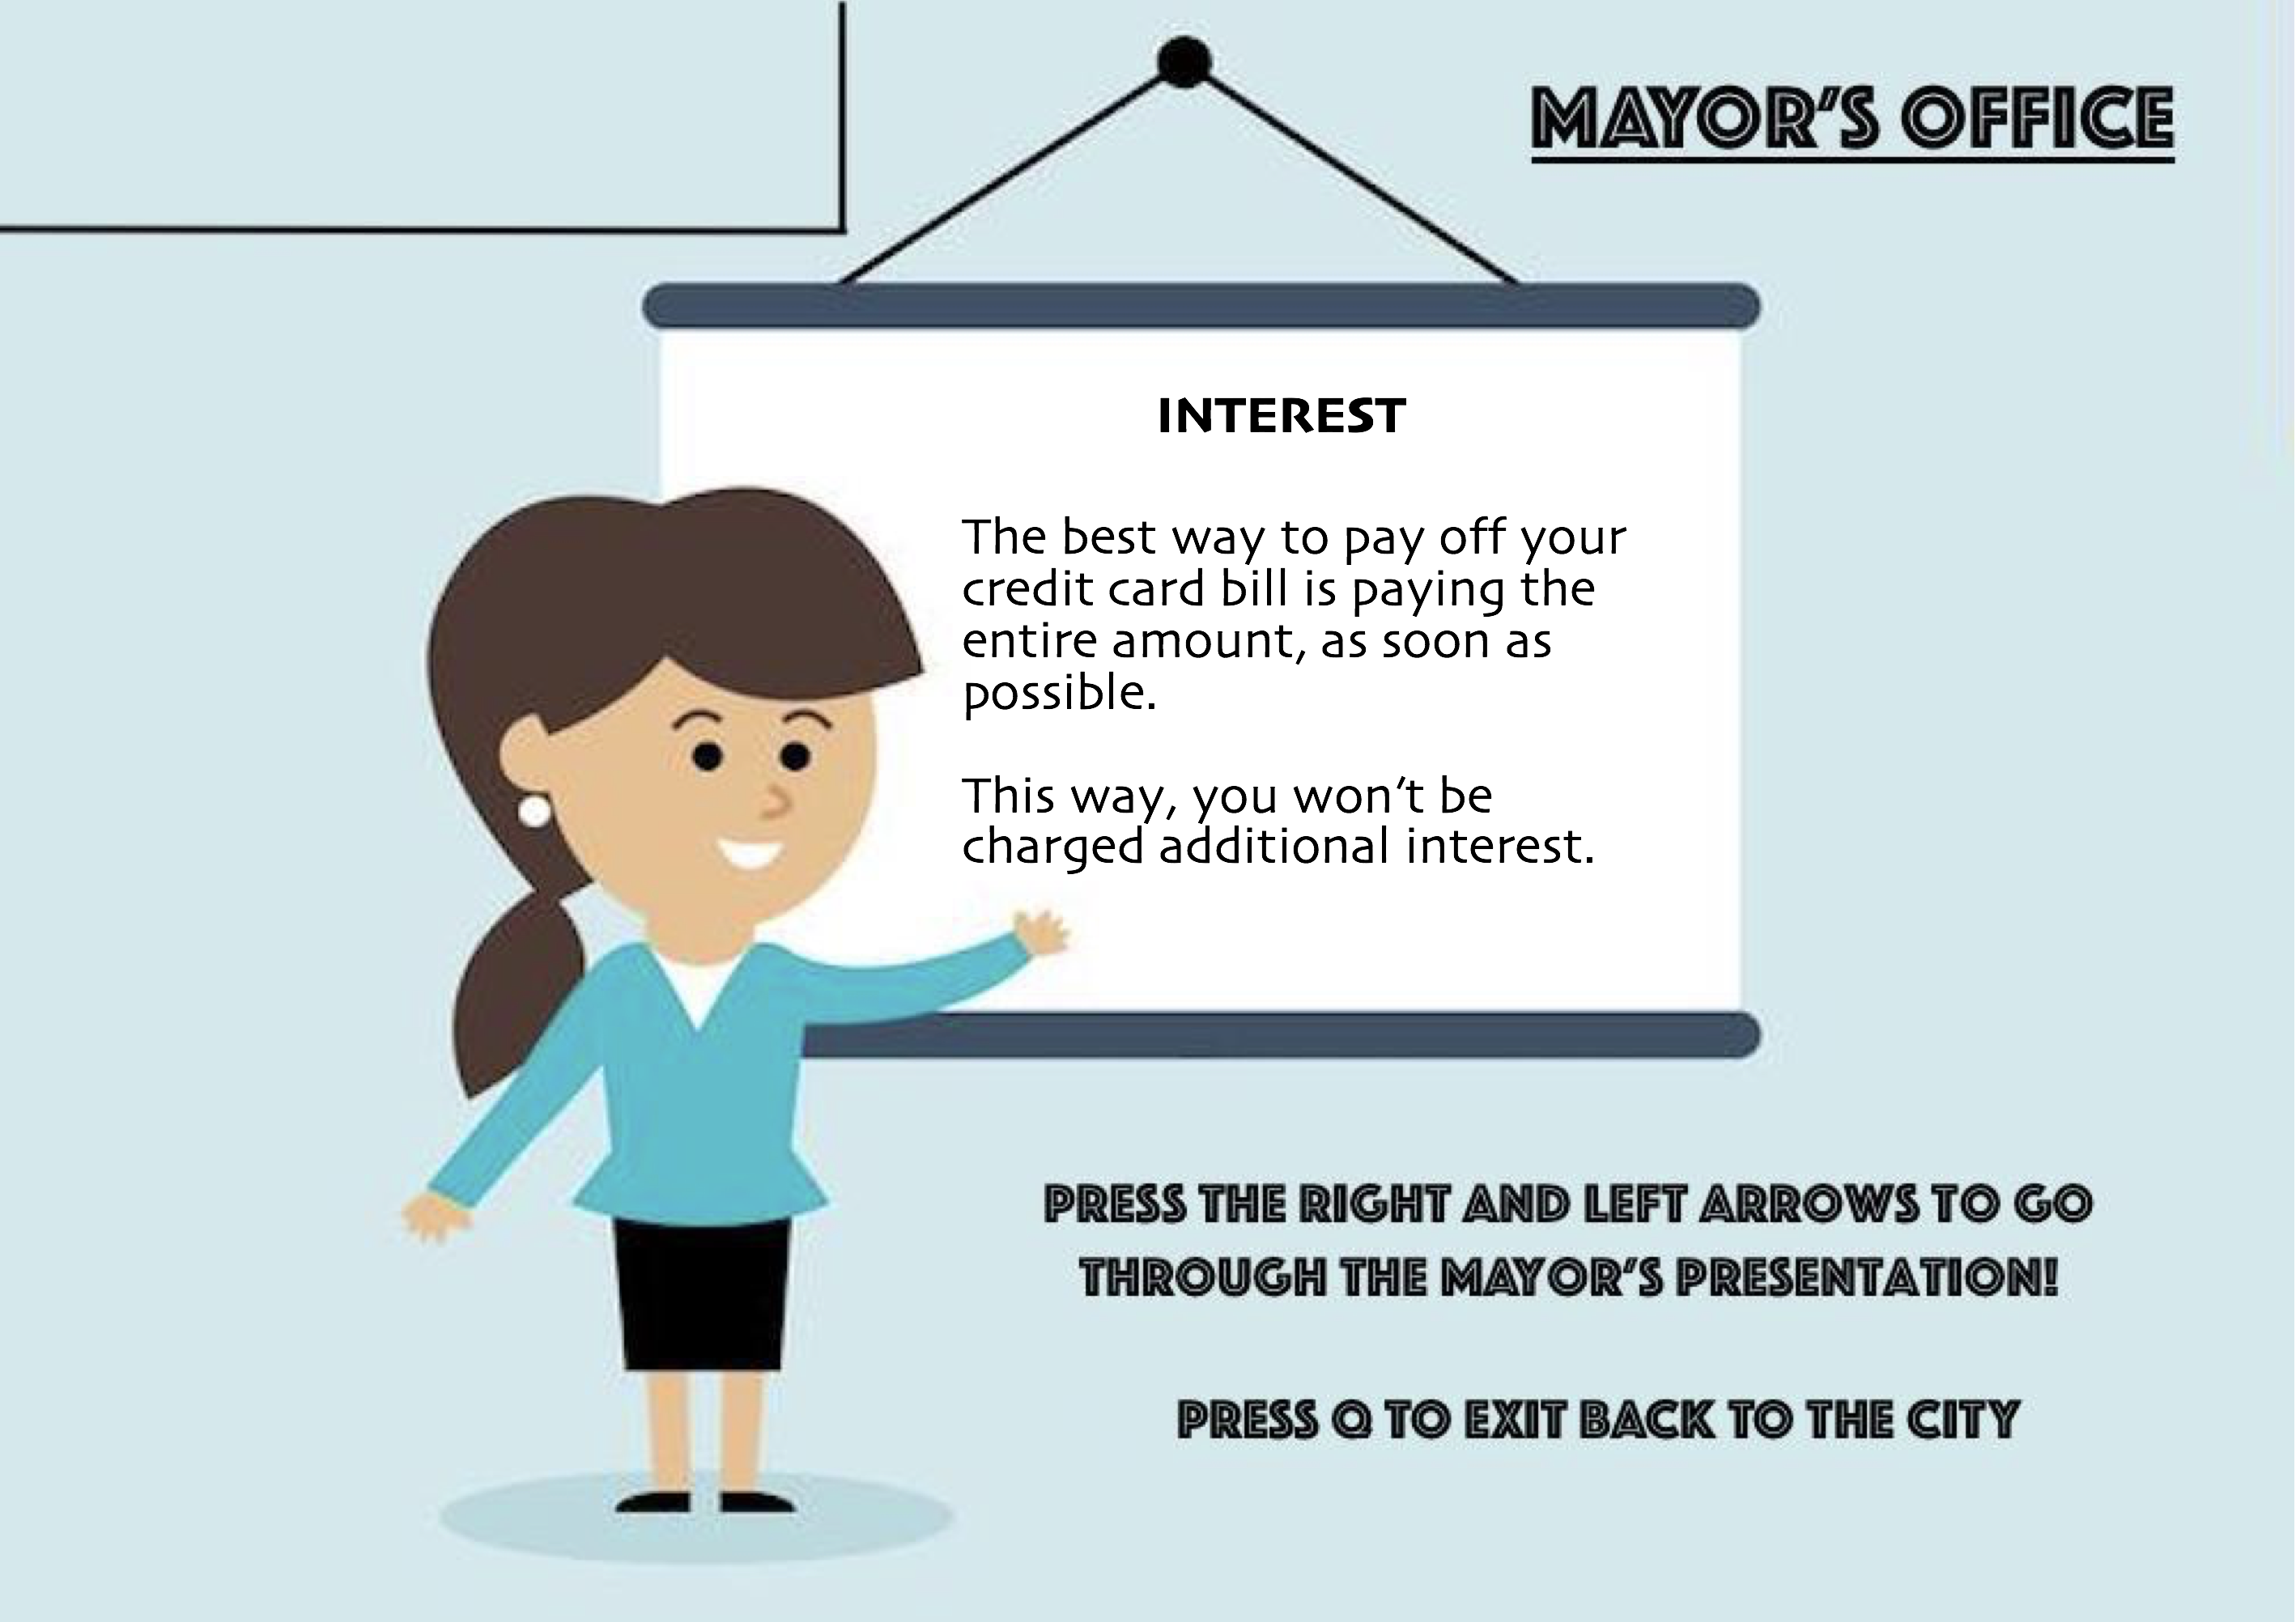 MAYOR'S OFFICE
INTEREST
The best way to pay off your
credit card bill is paying the
entire amount, as soon as
possible.
This way, you won't be
charged additional interest.
PRESS THE RIGHT AND LEFT ARROWS TO GO
THROUGH THE MAYOR'S PRESENTATION!
PRESS Q TO EXIT BACK TO THE CITY